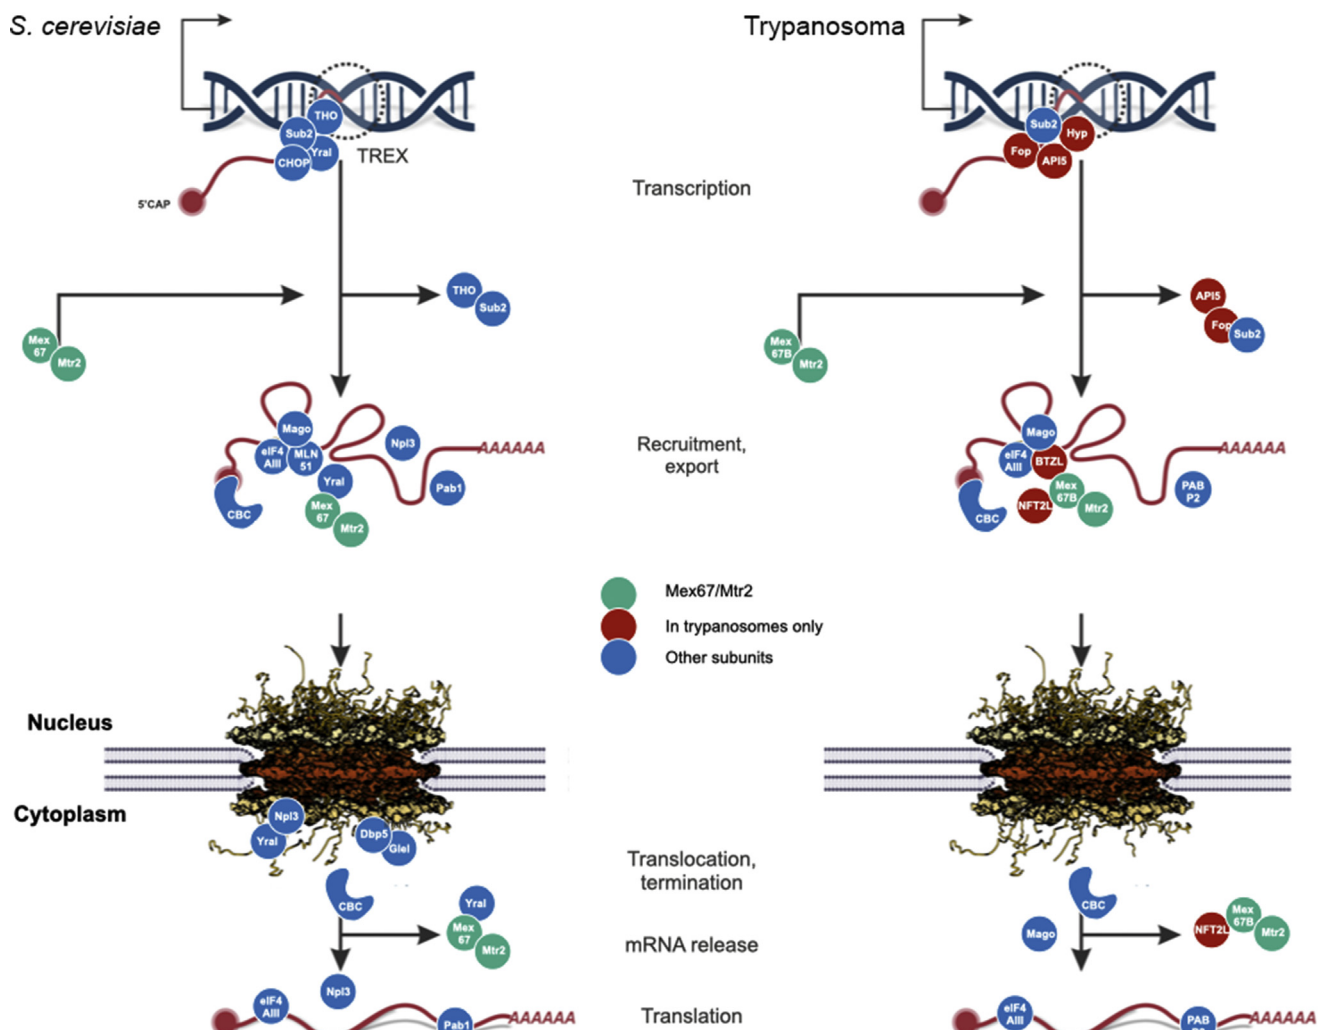 S. cerevisiae
Trypanosoma
THO
Sub2
Yral
CHOP
TREX
5'CAP
Sub2
Hyp
Fop
API5
Transcription
THO
Sub2
Mex
67
Mtr2
API5
Fop
Sub2
Mex
67B
Mtr2
Mago
eIF4
AIII
MLN
51
Npl3
AAAAAA
Yral
Pab1
Mex
67
Mtr2
CBC
Recruitment,
export
Mago
eIF4
AIII
BTZL
AAAAAA
Mex
67B
NFT2L
Mtr2
PAB
P2
CBC
Mex67/Mtr2
In trypanosomes only
Other subunits
Nucleus
Cytoplasm
Npl3
Yral
Dbp5
Glel
Translocation,
termination
CBC
Yral
Mex
67
Mtr2
mRNA release
CBC
Mago
NFT2L
Mex
67B
Mtr2
Npl3
eIF4
AIII
Pab1
AAAAAA
Translation
eIF4
AIII
PAB
AAAAAA